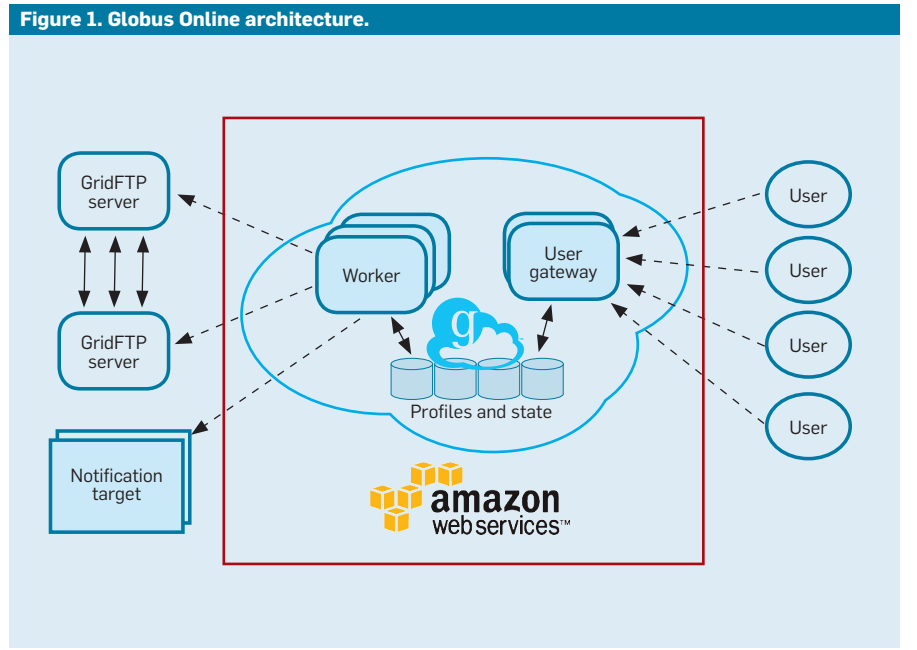 Figure 1. Globus Online architecture.
GridFTP
server
GridFTP
server
Notification
target
Worker
User
gateway
g
Profiles and state
amazon
webservices™
User
User
User
User